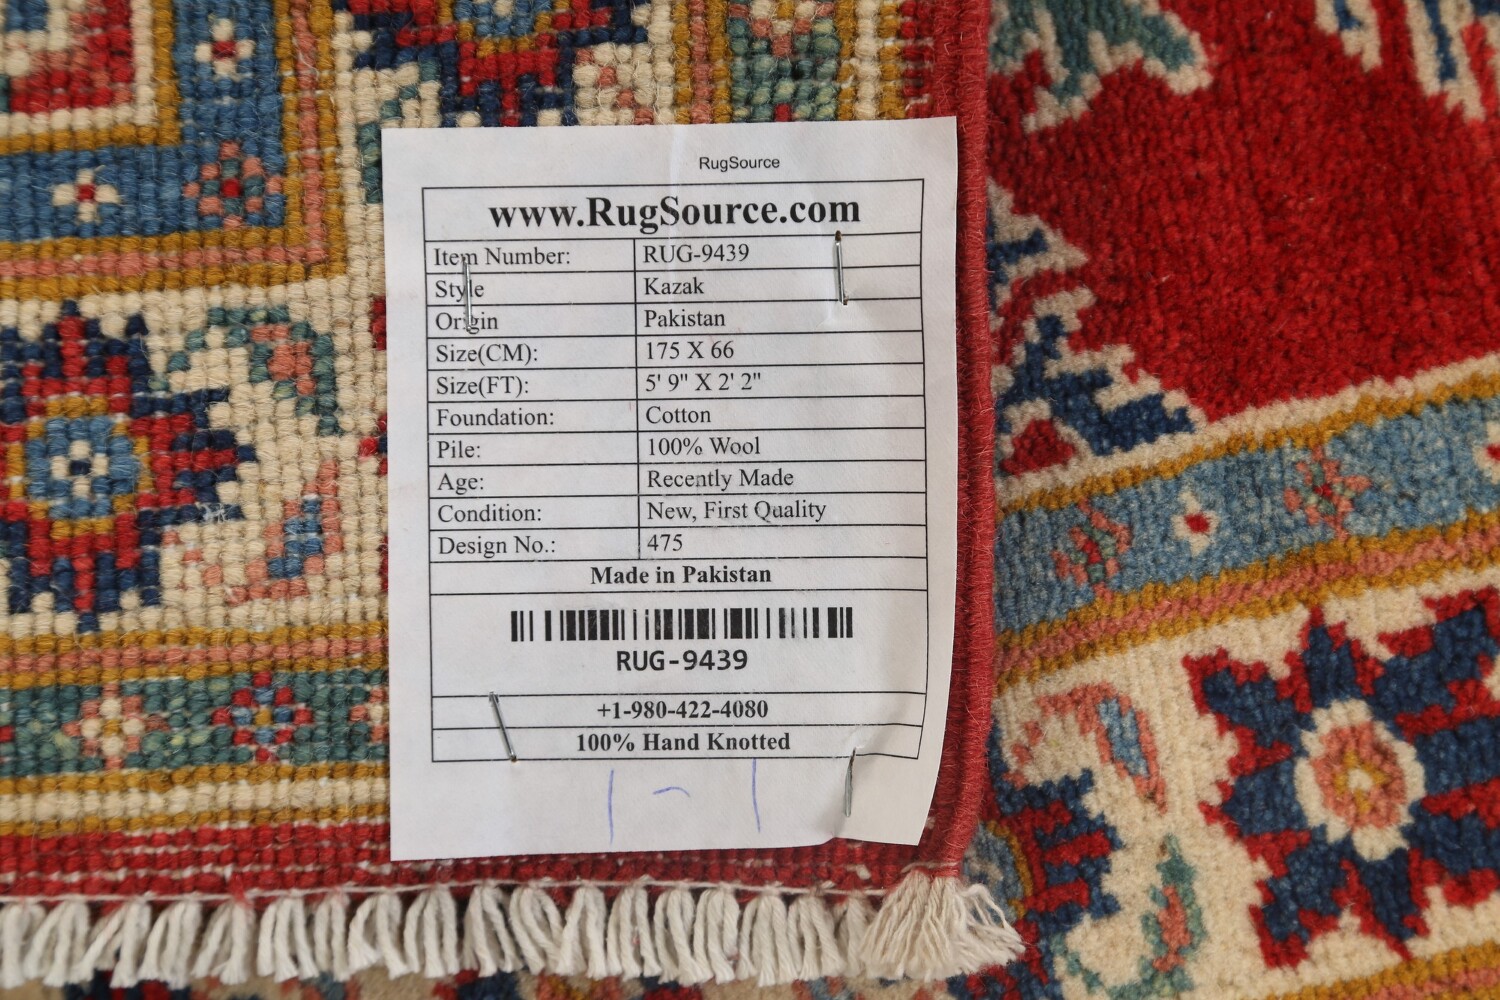 RugSource
www.RugSource.com
Item Number: RUG-9439
Style Kazak
Origin Pakistan
Size(CM): 175 X 66
Size(FT): 5' 9" X 2' 2"
Foundation: Cotton
Pile: 100% Wool
Age: Recently Made
Condition: New, First Quality
Design No.: 475
Made in Pakistan
RUG-9439
+1-980-422-4080
100% Hand Knotted
1 - 1